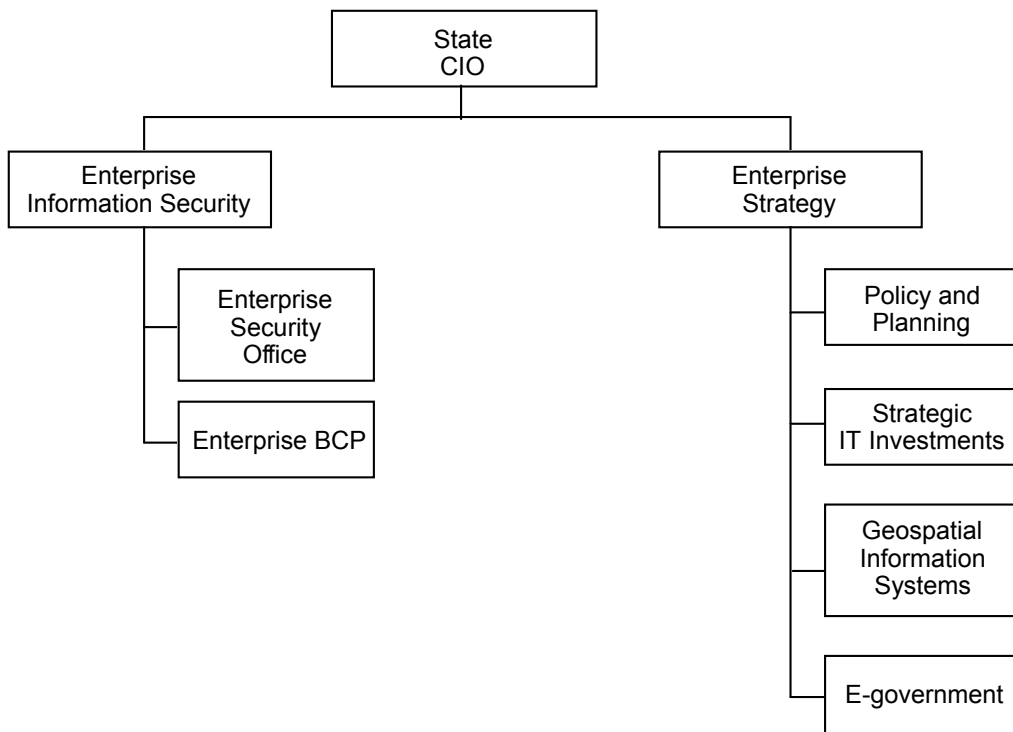 State
CIO
Enterprise
Information Security
Enterprise
Strategy
Enterprise
Security
Office
Enterprise BCP
Policy and
Planning
Strategic
IT Investments
Geospatial
Information
Systems
E-government